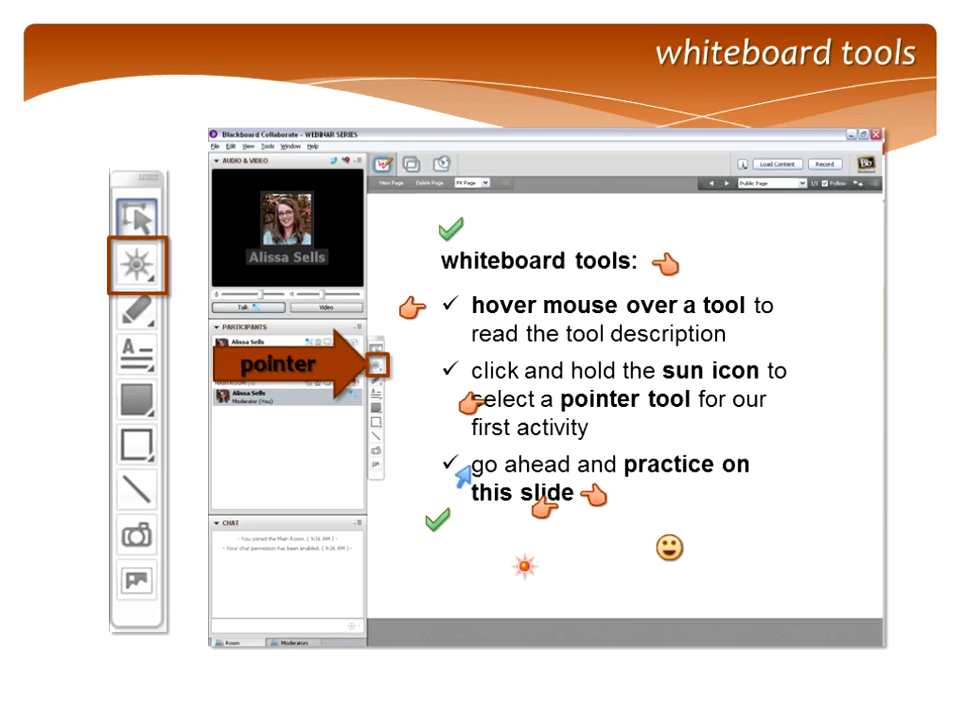 whiteboard tools
Blackboard Collaborate - WEBINAR SERIES
File Edit View Tools Window Help
AUDIO & VIDEO
Load Content
Record
Bb
New Page
Delete Page
Fit Page
Public Page
1/1
Follow
Alissa Sells
Talk
Video
PARTICIPANTS
Alissa Sells
pointer
Alissa Sells
Moderator (You)
whiteboard tools:
✓ hover mouse over a tool to
read the tool description
✓ click and hold the sun icon to
select a pointer tool for our
first activity
✓ go ahead and practice on
this slide
CHAT
- You joined the Main Room. ( 9:26 AM ) -
- Your chat permission has been enabled. ( 9:26 AM ) -
Room
Moderators
A